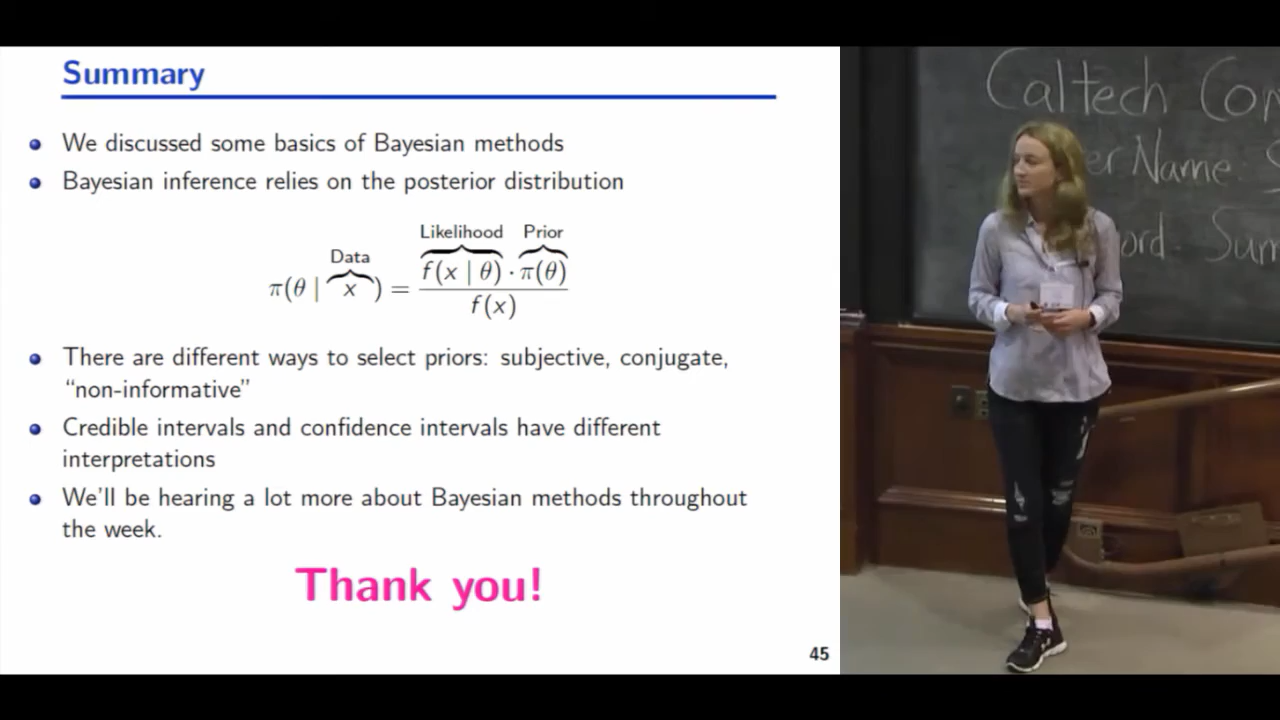 Summary
We discussed some basics of Bayesian methods
Bayesian inference relies on the posterior distribution
Likelihood Prior
Data
π(θ | x) = f(x | θ) · π(θ)
f(x)
There are different ways to select priors: subjective, conjugate,
“non-informative”
Credible intervals and confidence intervals have different
interpretations
We’ll be hearing a lot more about Bayesian methods throughout
the week.
Thank you!
45
Caltech Con
er Name
ord. Sum